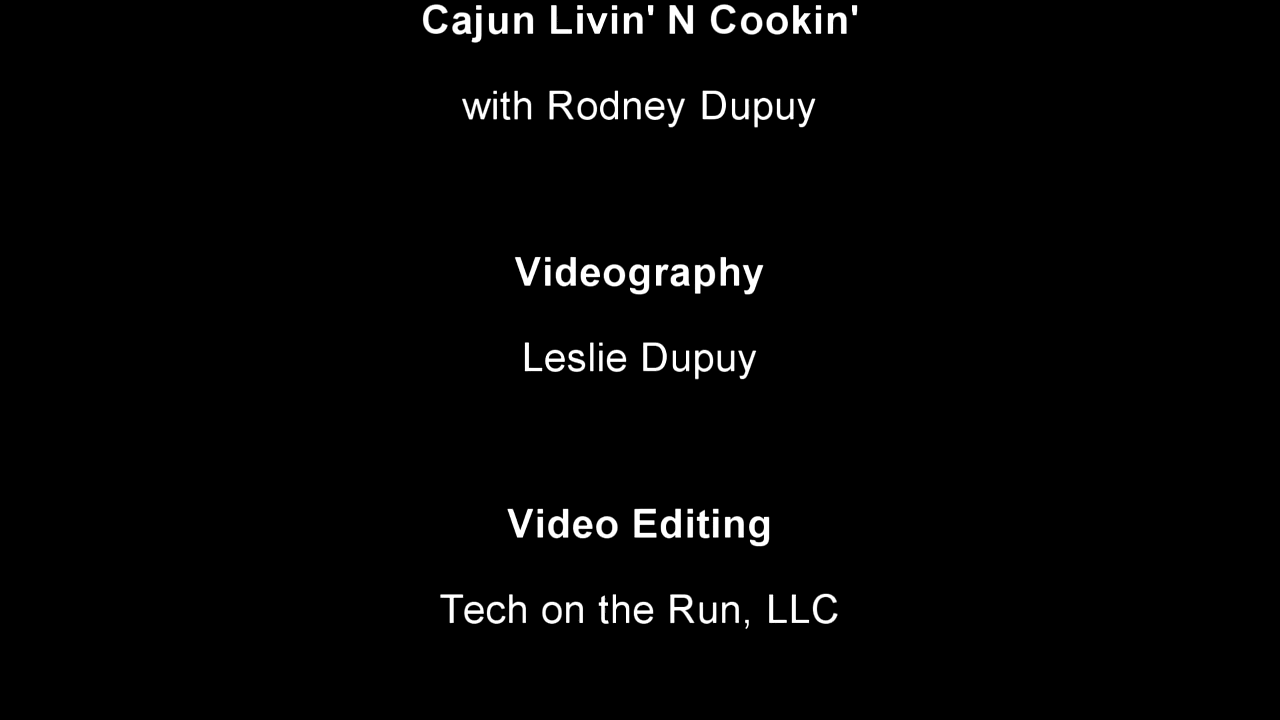 Cajun Livin' N Cookin'
with Rodney Dupuy
Videography
Leslie Dupuy
Video Editing
Tech on the Run, LLC